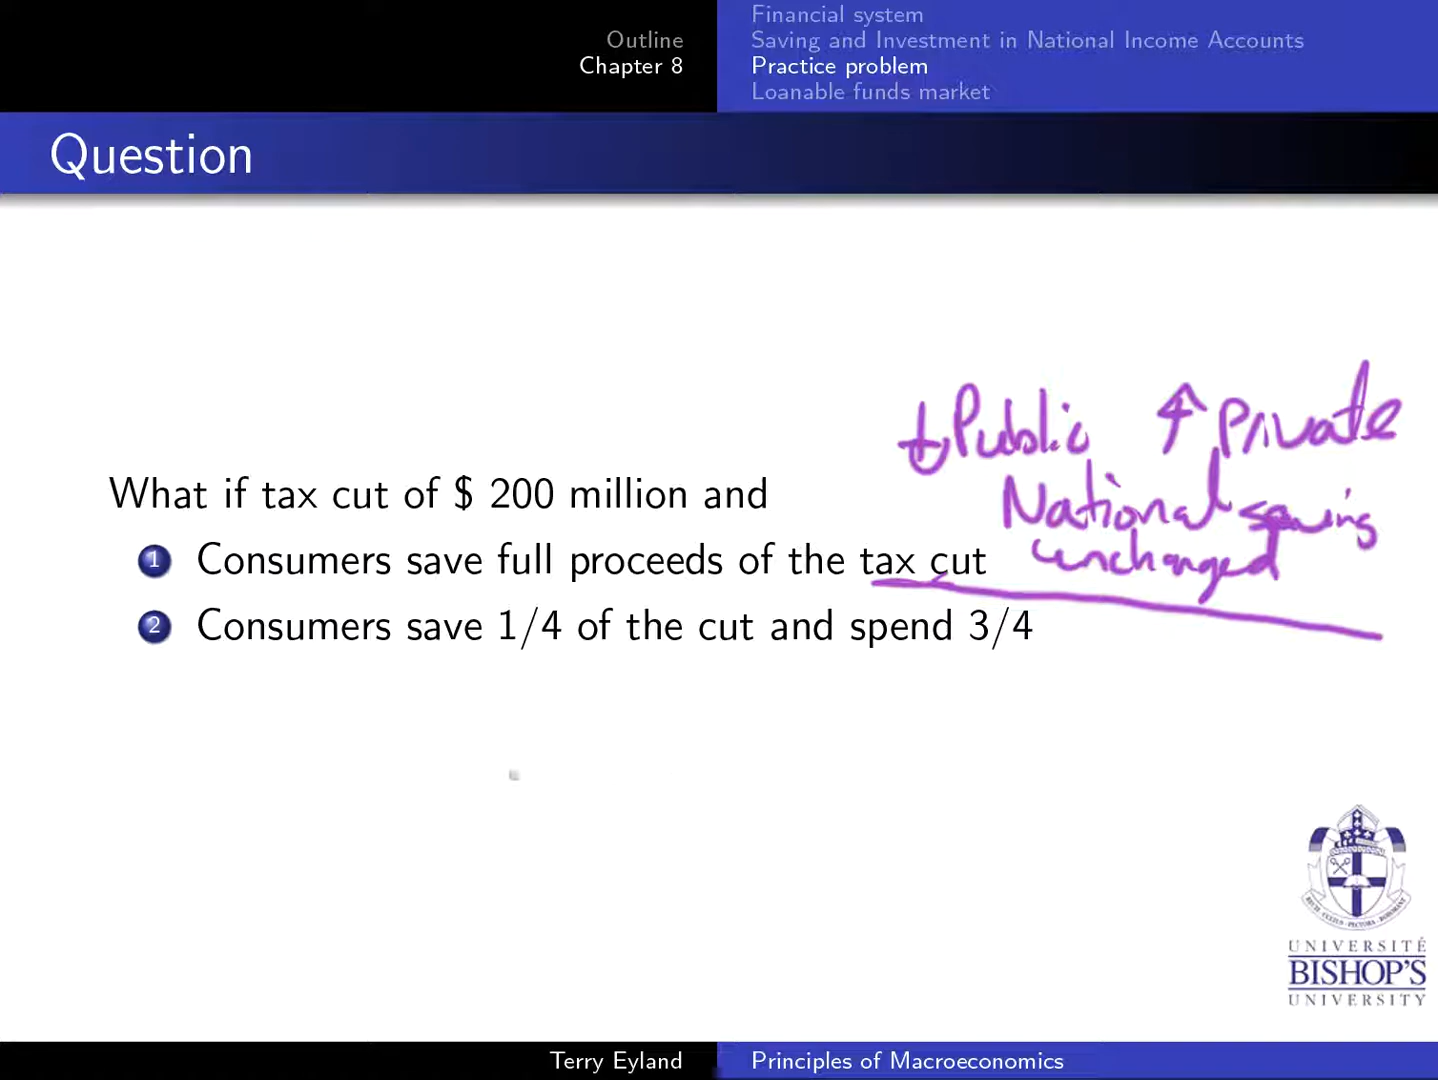 Outline
Chapter 8
Financial system
Saving and Investment in National Income Accounts
Practice problem
Loanable funds market
Question
Public ↑ Private
National saving
unchanged
What if tax cut of $ 200 million and
1 Consumers save full proceeds of the tax cut
2 Consumers save 1/4 of the cut and spend 3/4
UNIVERSITÉ
BISHOP'S
UNIVERSITY
Terry Eyland
Principles of Macroeconomics